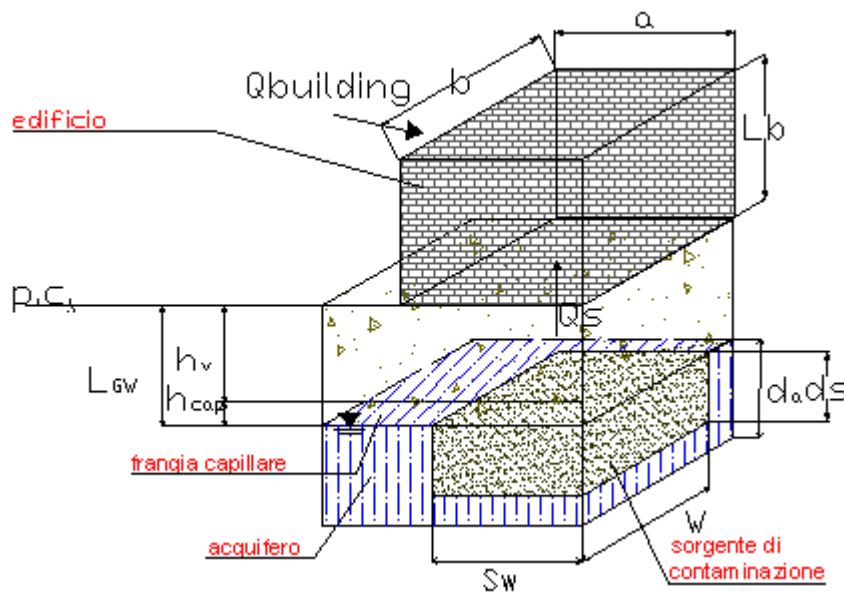 a
Qbuilding
b
edificio
Lb
p.c.
Qs
hv
LGW
hcap
da
ds
frangia capillare
acquifero
W
sorgente di
contaminazione
Sw